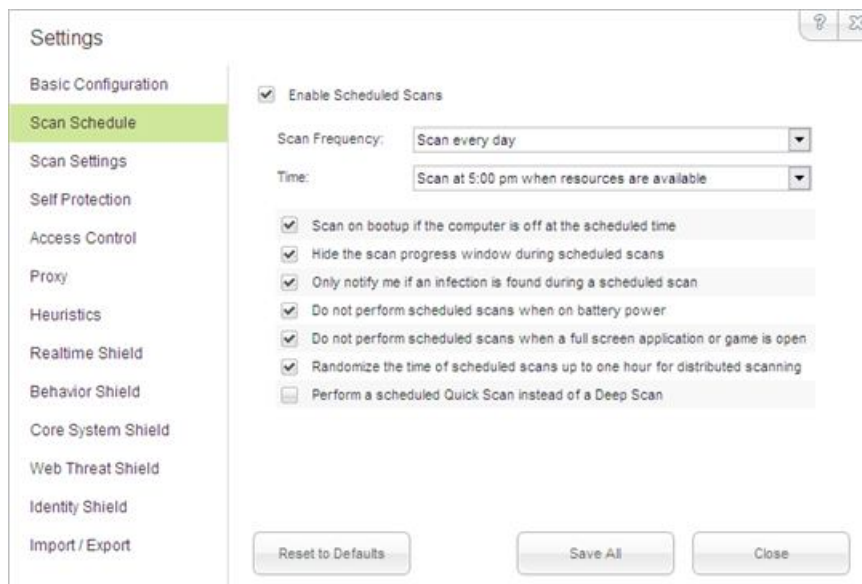 Settings
?
Basic Configuration
Scan Schedule
Scan Settings
Self Protection
Access Control
Proxy
Heuristics
Realtime Shield
Behavior Shield
Core System Shield
Web Threat Shield
Identity Shield
Import / Export
Enable Scheduled Scans
Scan Frequency: Scan every day
Time: Scan at 5:00 pm when resources are available
Scan on bootup if the computer is off at the scheduled time
Hide the scan progress window during scheduled scans
Only notify me if an infection is found during a scheduled scan
Do not perform scheduled scans when on battery power
Do not perform scheduled scans when a full screen application or game is open
Randomize the time of scheduled scans up to one hour for distributed scanning
Perform a scheduled Quick Scan instead of a Deep Scan
Reset to Defaults Save All Close